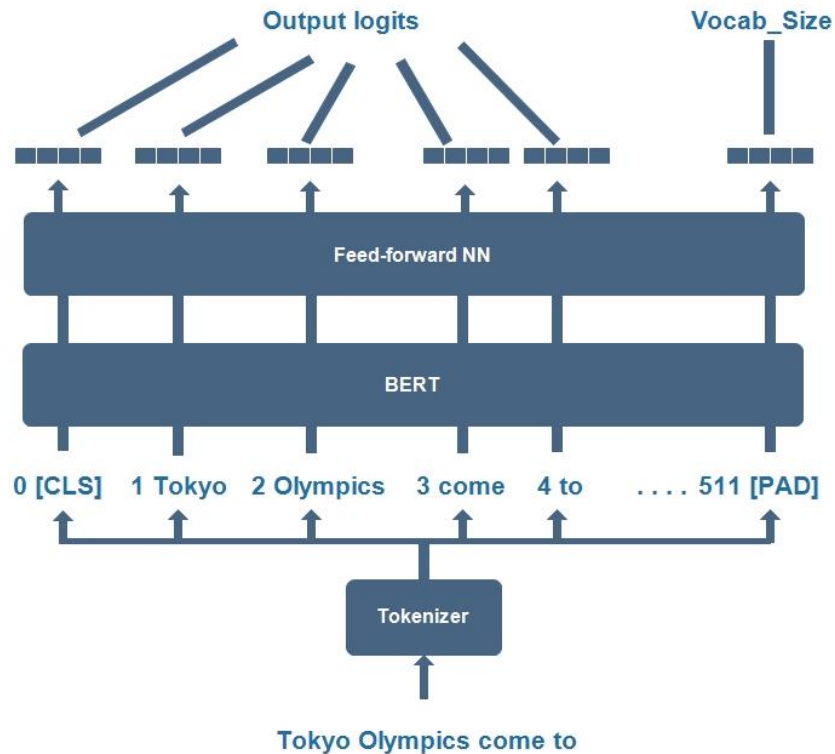 Output logits Vocab_Size
Feed-forward NN
BERT
0 [CLS] 1 Tokyo 2 Olympics 3 come 4 to . . . . 511 [PAD]
Tokenizer
Tokyo Olympics come to